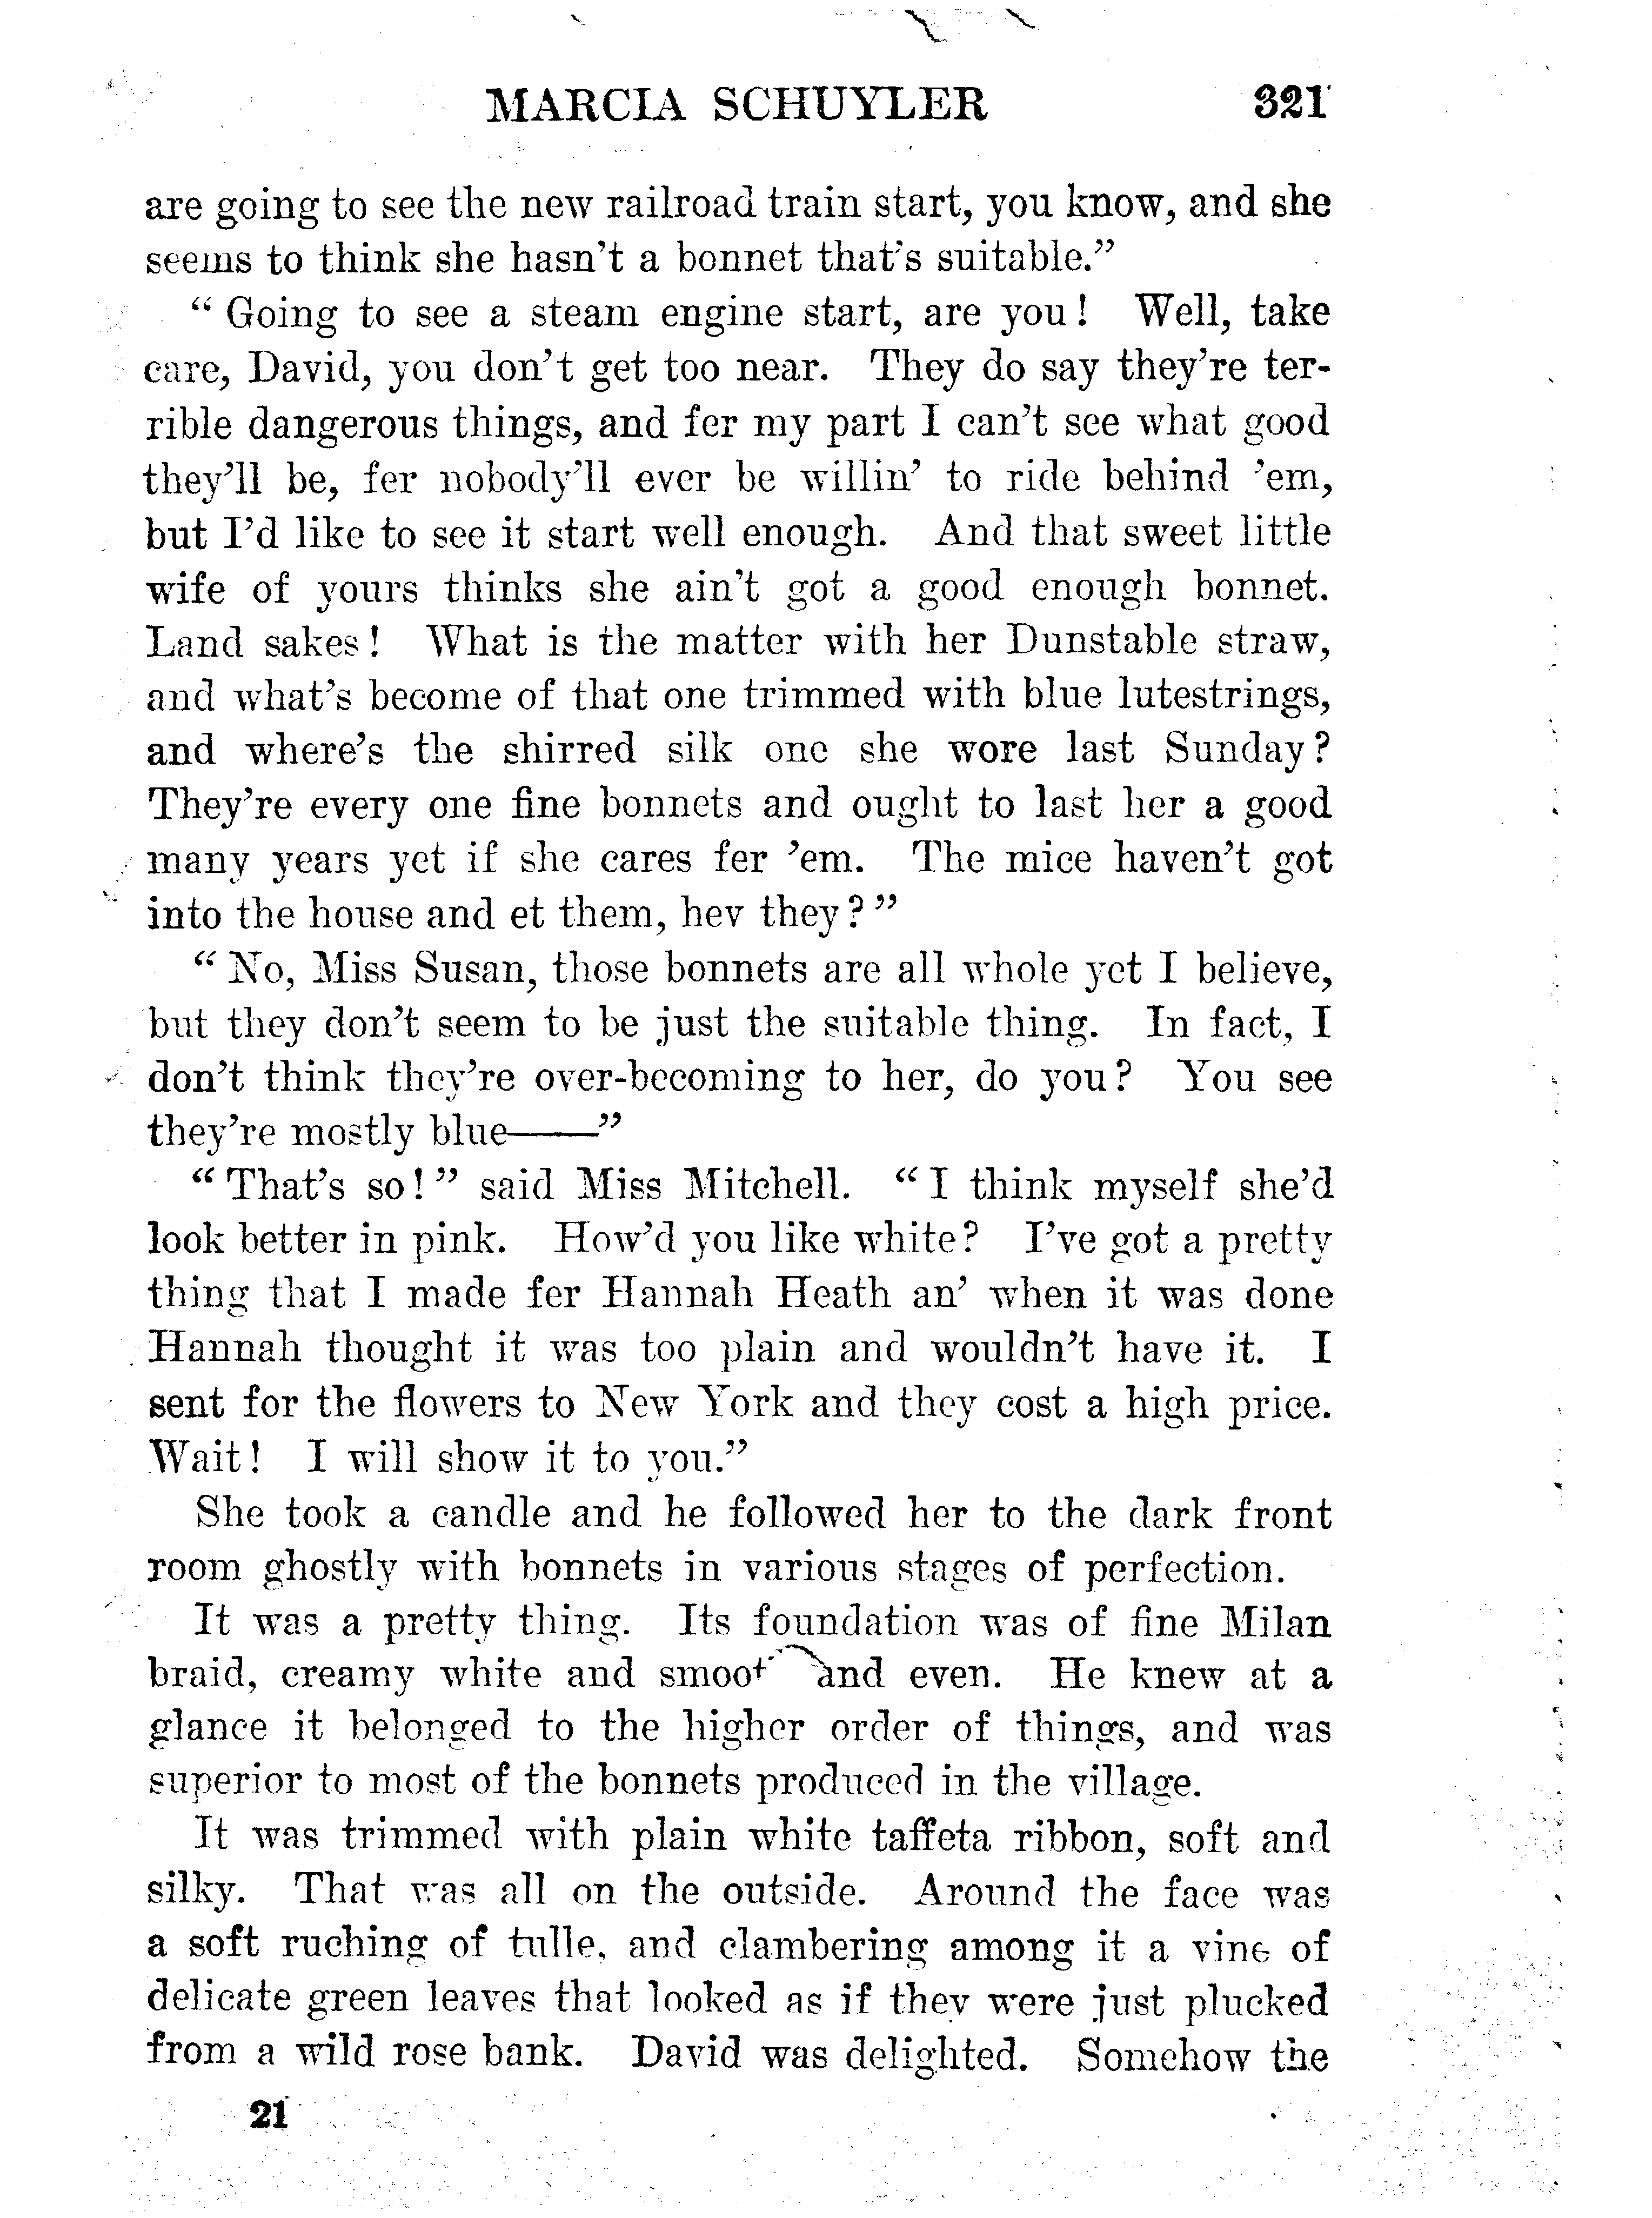 MARCIA SCHUYLER 321
are going to see the new railroad train start, you know, and she
seems to think she hasn't a bonnet that's suitable."
"Going to see a steam engine start, are you! Well, take
care, David, you don't get too near. They do say they're ter-
rible dangerous things, and fer my part I can't see what good
they'll be, fer nobody'll ever be willin' to ride behind 'em,
but I'd like to see it start well enough. And that sweet little
wife of yours thinks she ain't got a good enough bonnet.
Land sakes! What is the matter with her Dunstable straw,
and what's become of that one trimmed with blue lutestrings,
and where's the shirred silk one she wore last Sunday?
They're every one fine bonnets and ought to last her a good
many years yet if she cares fer 'em. The mice haven't got
into the house and et them, hev they?"
"No, Miss Susan, those bonnets are all whole yet I believe,
but they don't seem to be just the suitable thing. In fact, I
don't think they're over-becoming to her, do you? You see
they're mostly blue——"
"That's so!" said Miss Mitchell. "I think myself she'd
look better in pink. How'd you like white? I've got a pretty
thing that I made fer Hannah Heath an' when it was done
Hannah thought it was too plain and wouldn't have it. I
sent for the flowers to New York and they cost a high price.
Wait! I will show it to you."
She took a candle and he followed her to the dark front
room ghostly with bonnets in various stages of perfection.
It was a pretty thing. Its foundation was of fine Milan
braid, creamy white and smooth and even. He knew at a
glance it belonged to the higher order of things, and was
superior to most of the bonnets produced in the village.
It was trimmed with plain white taffeta ribbon, soft and
silky. That was all on the outside. Around the face was
a soft ruching of tulle, and clambering among it a vine of
delicate green leaves that looked as if they were just plucked
from a wild rose bank. David was delighted. Somehow the
21